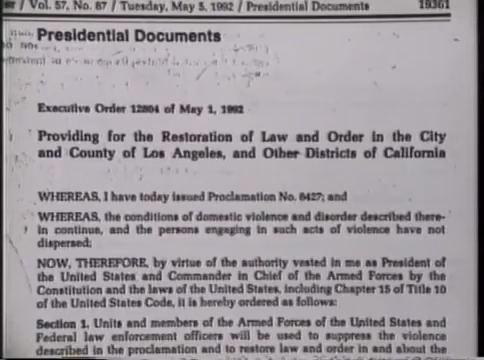 / Vol. 57, No. 87 / Tuesday, May 5, 1992 / Presidential Documents 19361
Presidential Documents
Executive Order 12804 of May 1, 1992
Providing for the Restoration of Law and Order in the City
and County of Los Angeles, and Other Districts of California
WHEREAS, I have today issued Proclamation No. 6427; and
WHEREAS, the conditions of domestic violence and disorder described there-
in continue, and the persons engaging in such acts of violence have not
dispersed;
NOW, THEREFORE, by virtue of the authority vested in me as President of
the United States and Commander in Chief of the Armed Forces by the
Constitution and the laws of the United States, including Chapter 15 of Title 10
of the United States Code, it is hereby ordered as follows:
Section 1. Units and members of the Armed Forces of the United States and
Federal law enforcement officers will be used to suppress the violence
described in the proclamation and to restore law and order in and about the